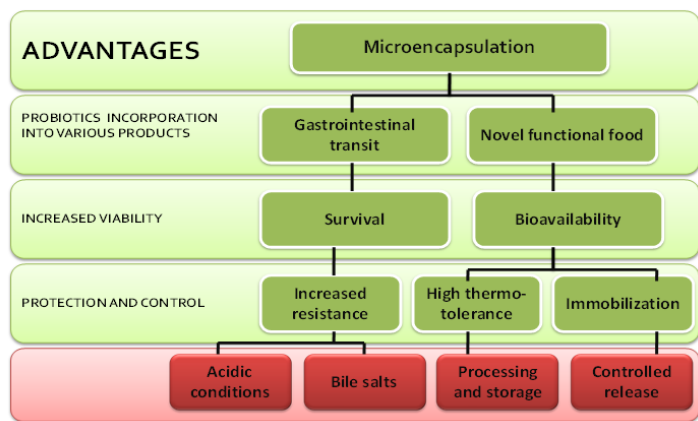 ADVANTAGES
Microencapsulation
PROBIOTICS INCORPORATION
INTO VARIOUS PRODUCTS
Gastrointestinal
transit
Novel functional food
INCREASED VIABILITY
Survival
Bioavailability
PROTECTION AND CONTROL
Increased
resistance
High thermo-
tolerance
Immobilization
Acidic
conditions
Bile salts
Processing
and storage
Controlled
release